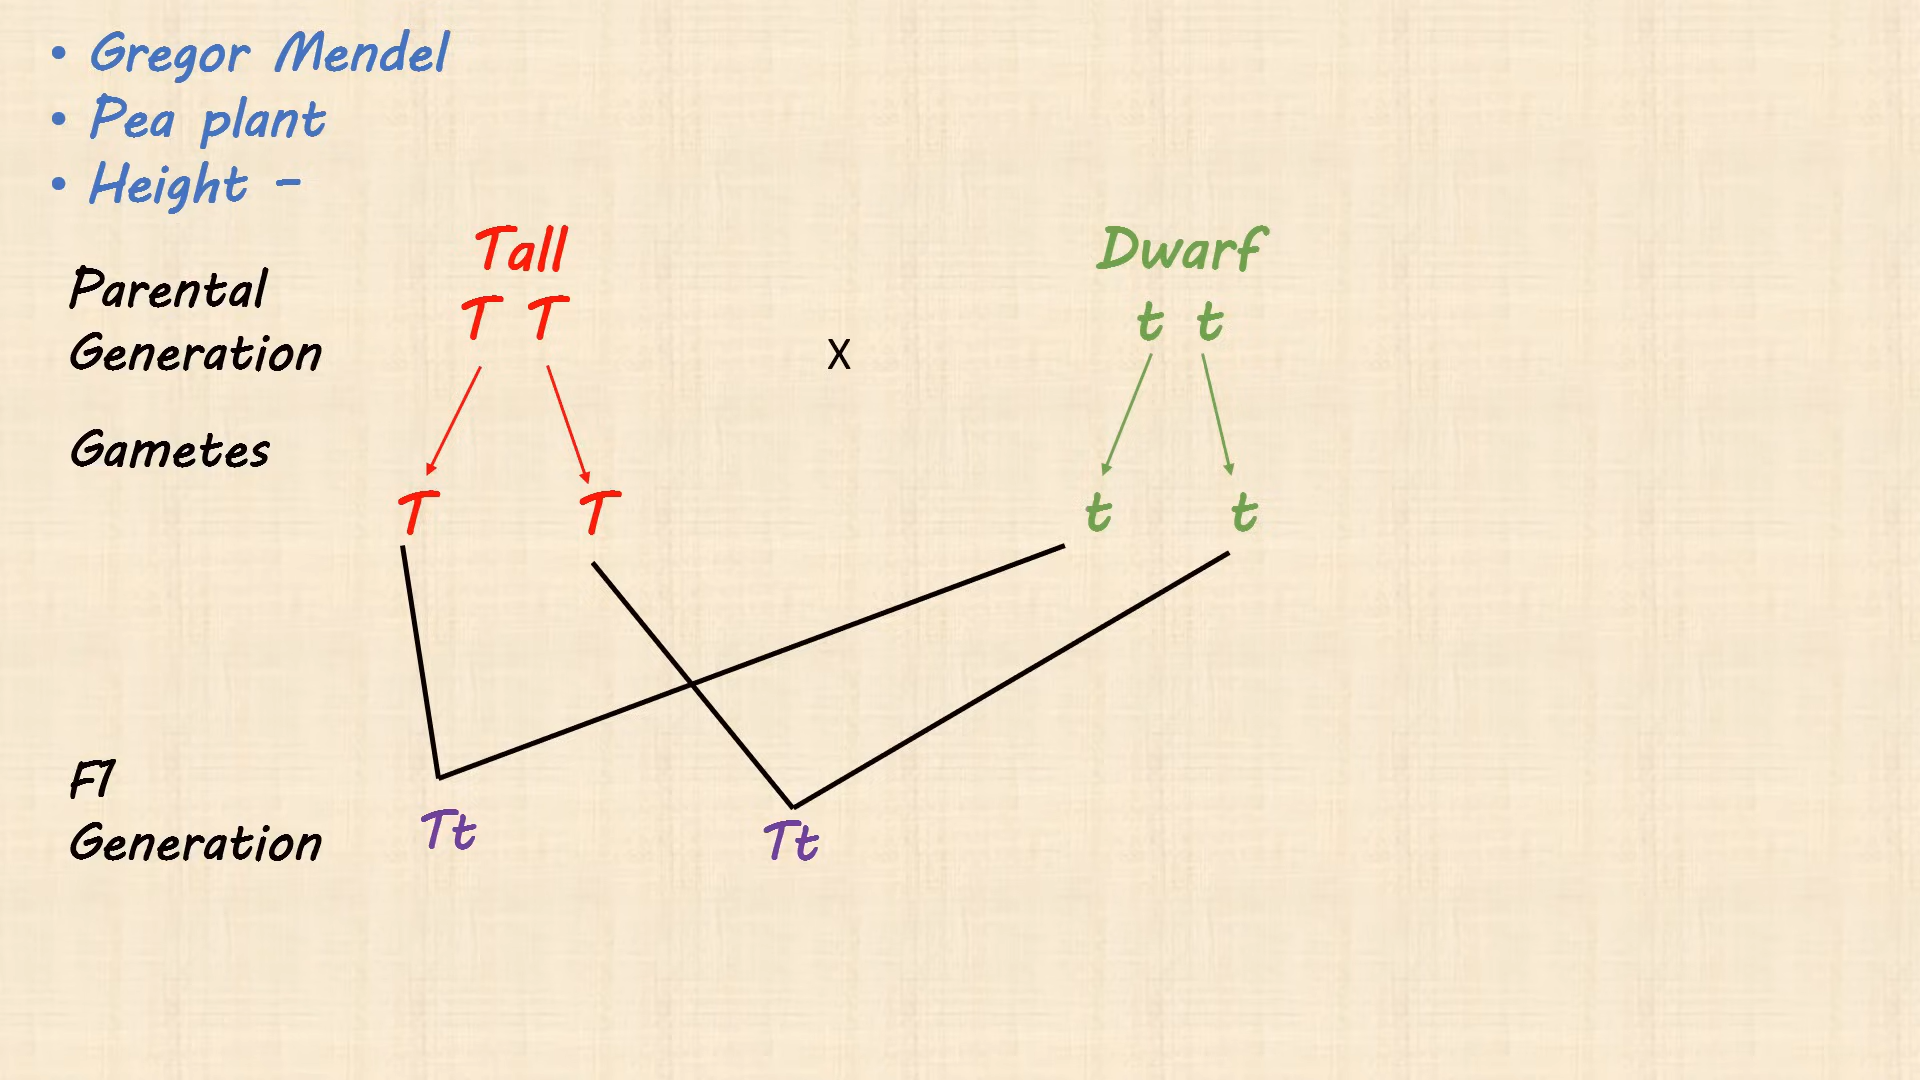 • Gregor Mendel
• Pea plant
• Height -
Tall
Dwarf
Parental
Generation
T T
X
t t
Gametes
T
T
t
t
F1
Generation
Tt
Tt